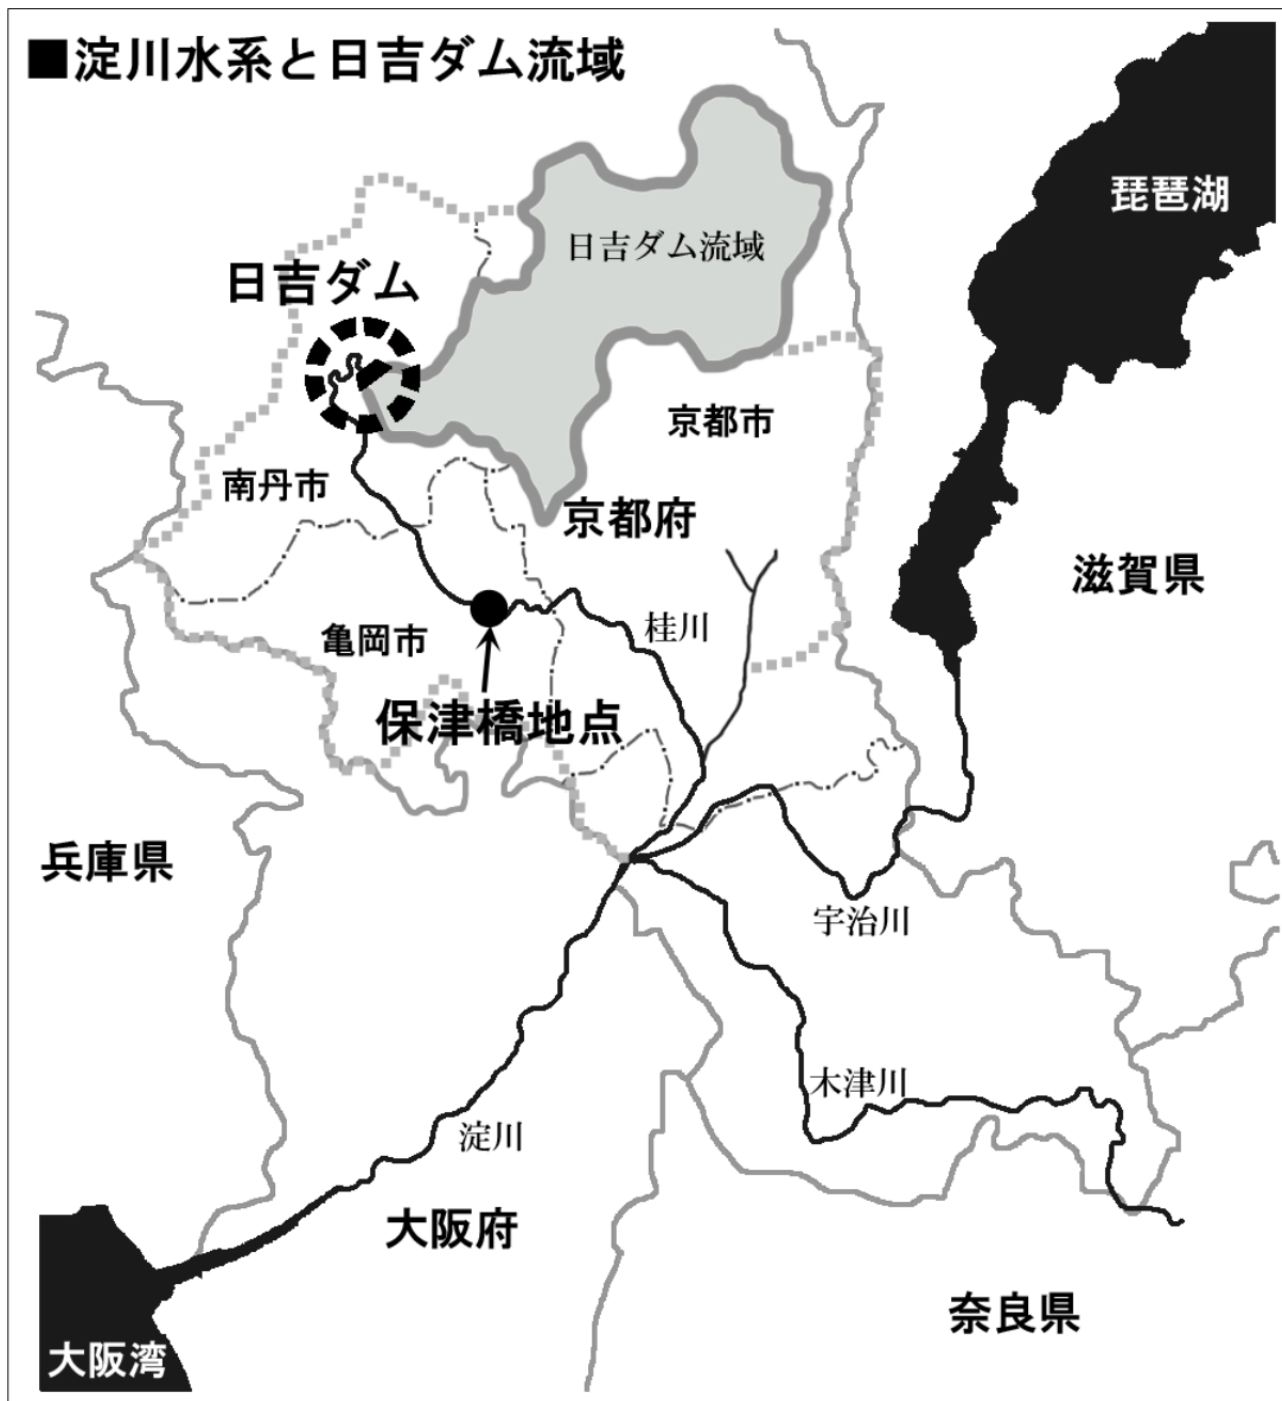 ■淀川水系と日吉ダム流域
琵琶湖
日吉ダム流域
日吉ダム
京都市
南丹市
京都府
滋賀県
桂川
亀岡市
保津橋地点
兵庫県
宇治川
木津川
淀川
大阪府
奈良県
大阪湾